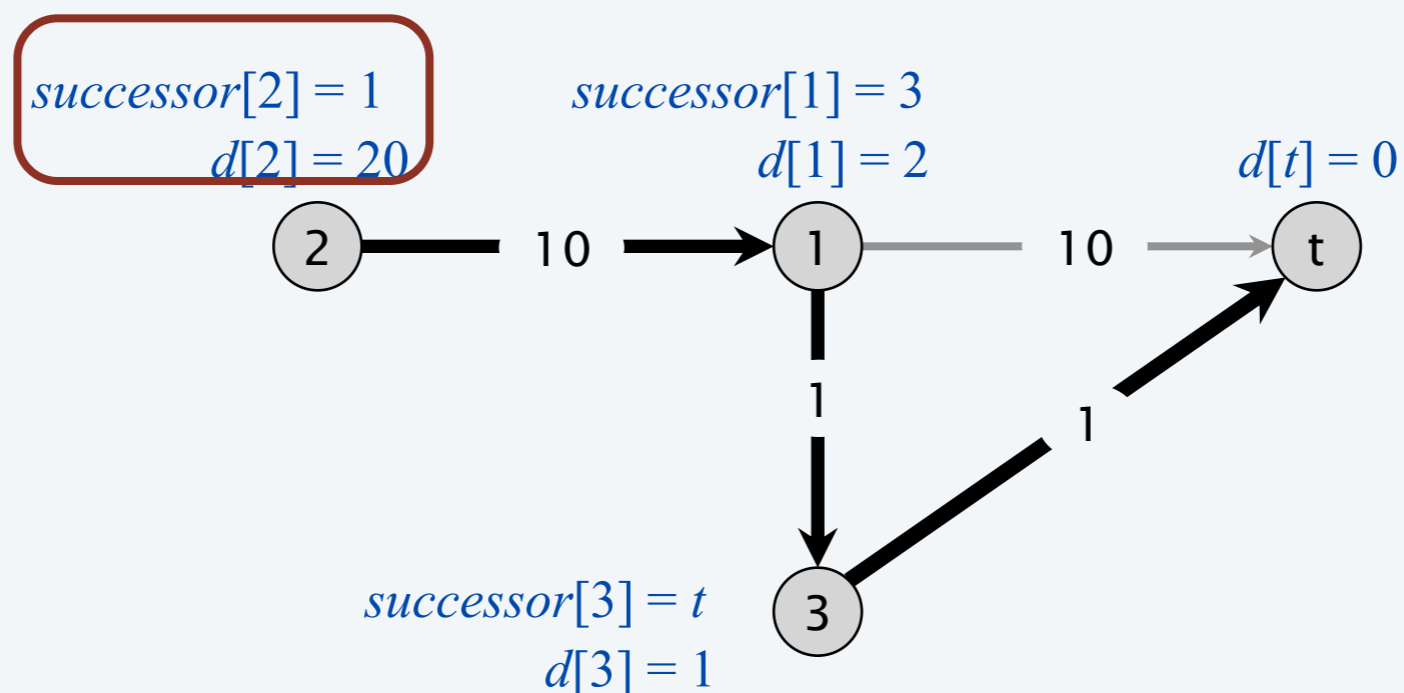 successor[2] = 1
d[2] = 20
successor[1] = 3
d[1] = 2
d[t] = 0
2
10
1
10
t
1
1
successor[3] = t
d[3] = 1
3